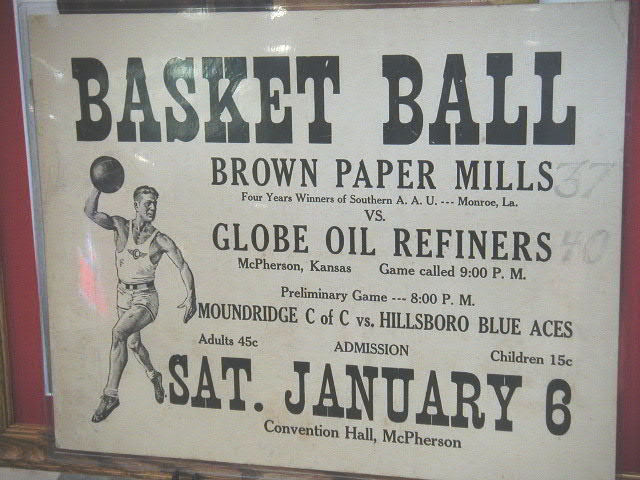 BASKET BALL
BROWN PAPER MILLS 37
Four Years Winners of Southern A. A. U. --- Monroe, La.
VS.
GLOBE OIL REFINERS 40
McPherson, Kansas Game called 9:00 P. M.
Preliminary Game --- 8:00 P. M.
MOUNDRIDGE C of C vs. HILLSBORO BLUE ACES
Adults 45c ADMISSION Children 15c
SAT. JANUARY 6
Convention Hall, McPherson